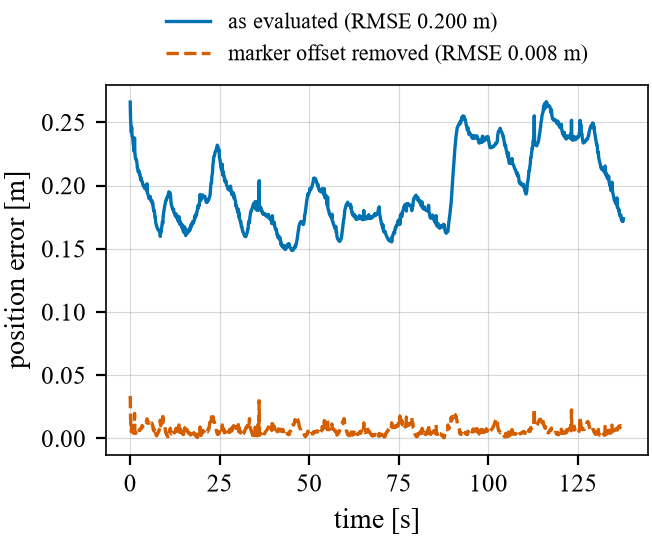 as evaluated (RMSE 0.200 m)
marker offset removed (RMSE 0.008 m)
0.25
0.20
0.15
0.10
0.05
0.00
position error [m]
0 25 50 75 100 125
time [s]